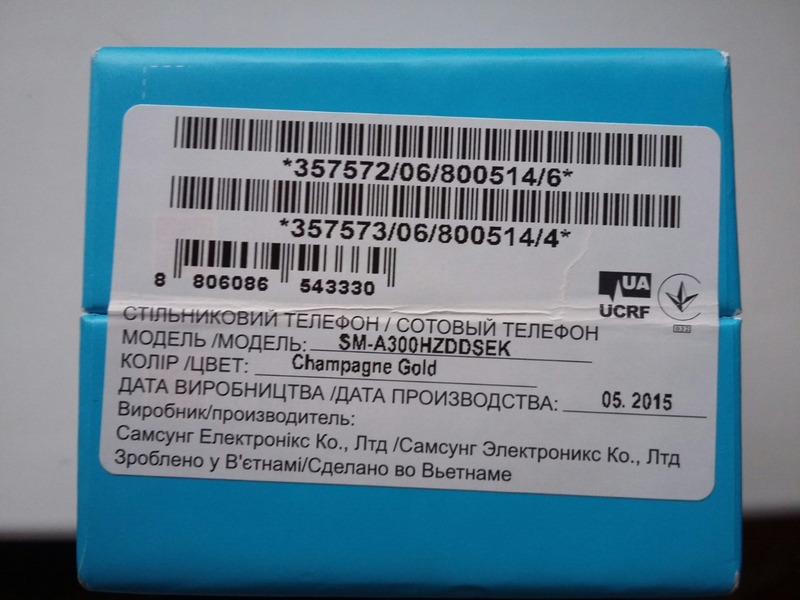 *357572/06/800514/6*
*357573/06/800514/4*
8 806086 543330
UA
UCRF
032
СТІЛЬНИКОВИЙ ТЕЛЕФОН / СОТОВЫЙ ТЕЛЕФОН
МОДЕЛЬ /МОДЕЛЬ: SM-A300HZDDSEK
КОЛІР /ЦВЕТ: Champagne Gold
ДАТА ВИРОБНИЦТВА /ДАТА ПРОИЗВОДСТВА: 05. 2015
Виробник/производитель:
Самсунг Електронікс Ко., Лтд /Самсунг Электроникс Ко., Лтд
Зроблено у В'єтнамі/Сделано во Вьетнаме